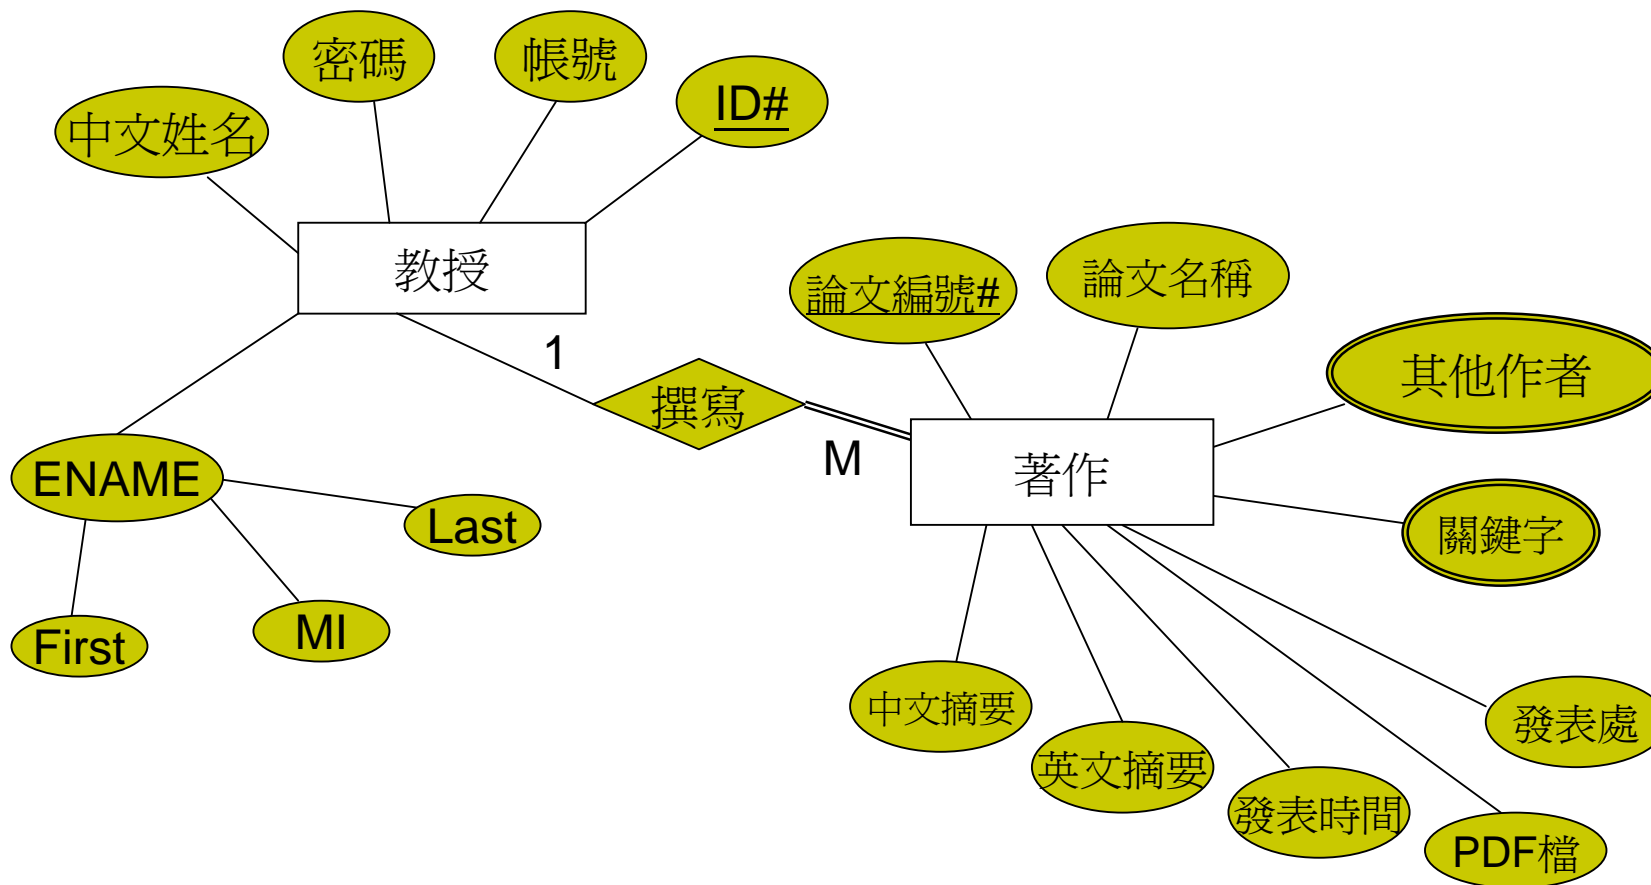 密碼
帳號
ID#
中文姓名
教授
論文編號#
論文名稱
其他作者
1
撰寫
M
著作
ENAME
Last
關鍵字
First
MI
中文摘要
英文摘要
發表時間
PDF檔
發表處